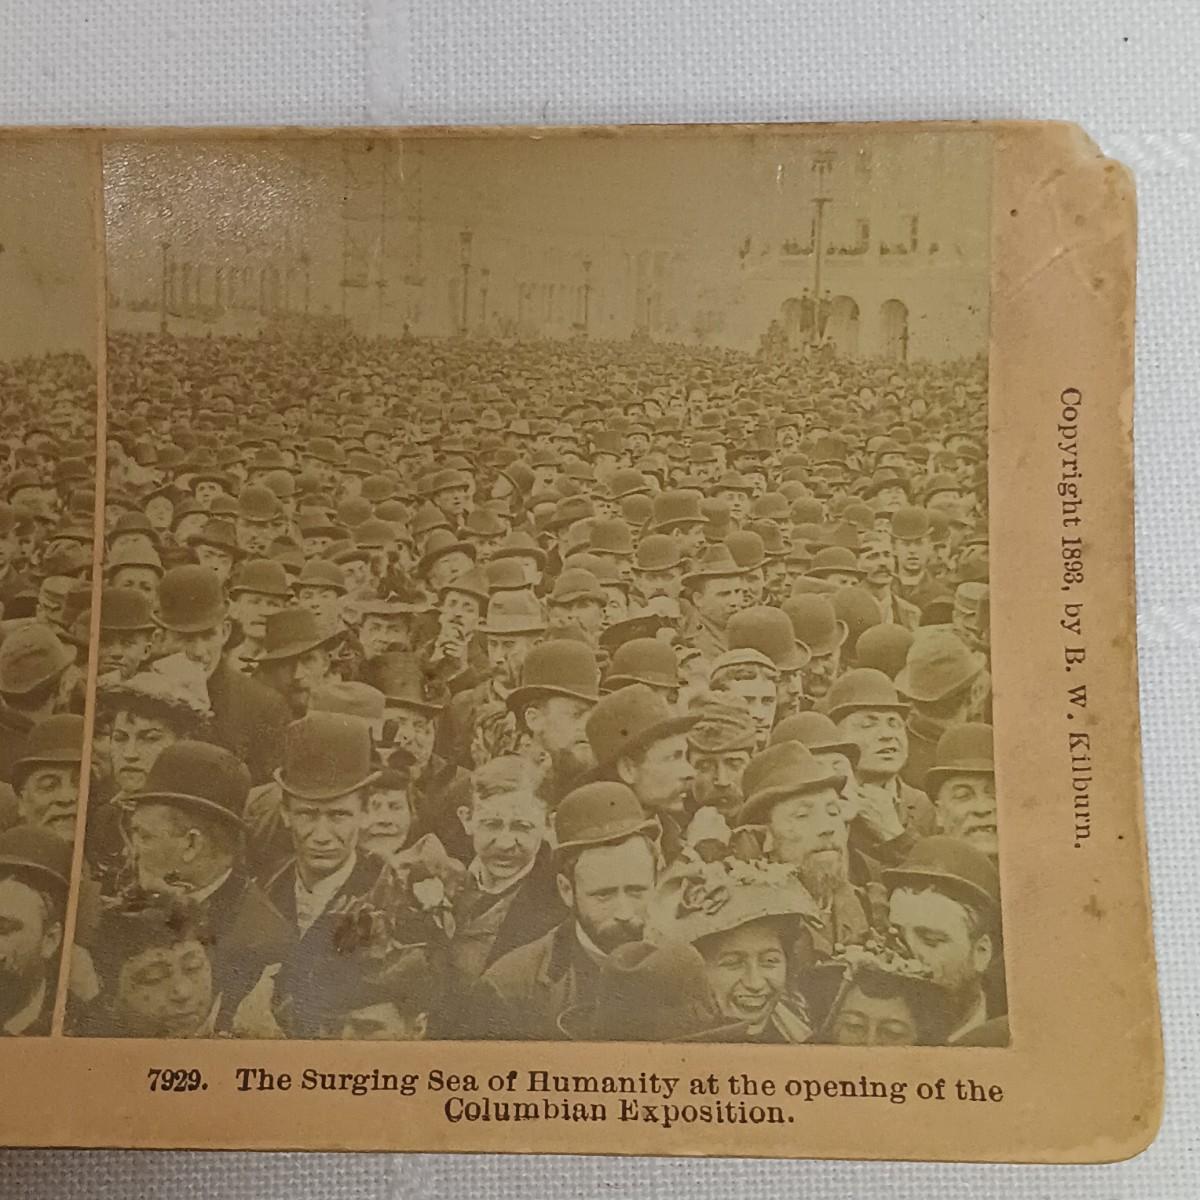 7929. The Surging Sea of Humanity at the opening of the
Columbian Exposition.
Copyright 1893, by B. W. Kilburn.